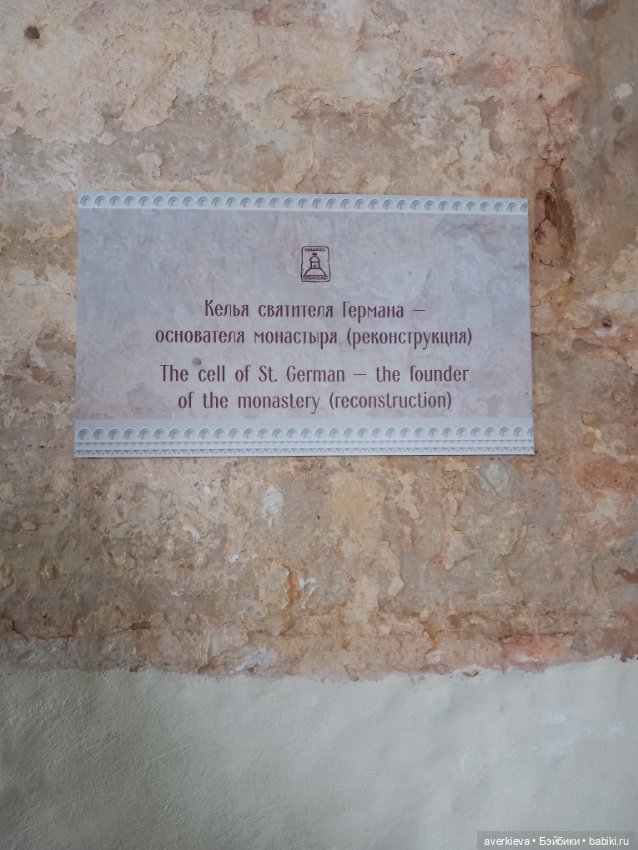 Келья святителя Германа –
основателя монастыря (реконструкция)
The cell of St. German – the founder
of the monastery (reconstruction)
averkieva • Бэйбики • babiki.ru